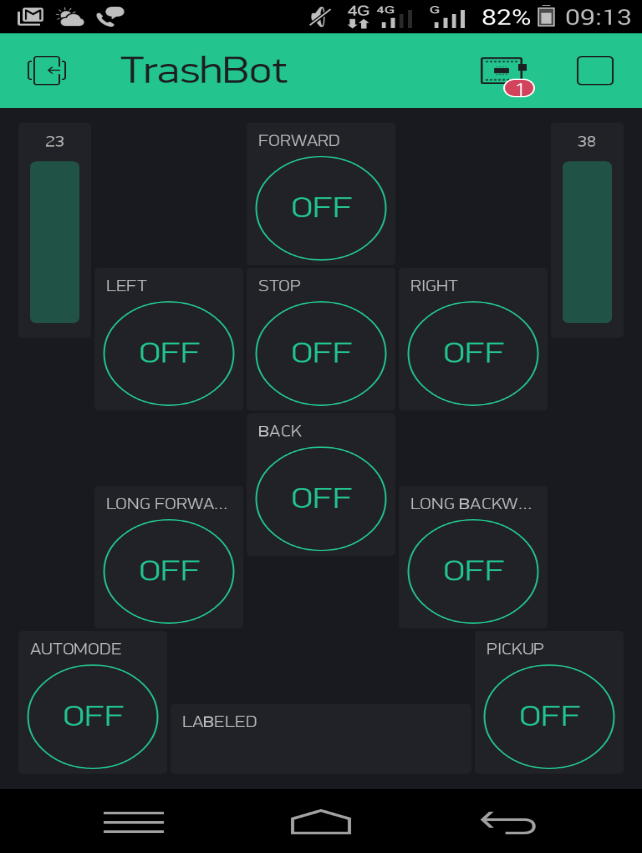 4G 4G G 82% 09:13
TrashBot
1
23
FORWARD
38
OFF
LEFT
STOP
RIGHT
OFF
OFF
OFF
BACK
OFF
LONG FORWA...
LONG BACKW...
OFF
OFF
AUTOMODE
PICKUP
OFF
LABELED
OFF